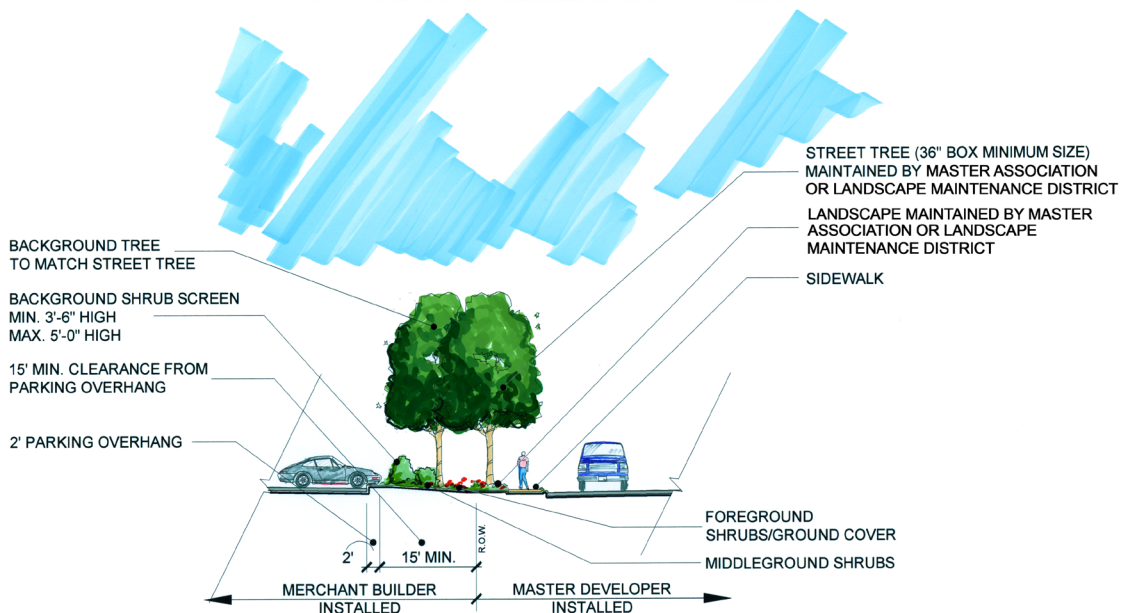 STREET TREE (36" BOX MINIMUM SIZE)
MAINTAINED BY MASTER ASSOCIATION
OR LANDSCAPE MAINTENANCE DISTRICT
LANDSCAPE MAINTAINED BY MASTER
ASSOCIATION OR LANDSCAPE
MAINTENANCE DISTRICT
SIDEWALK
BACKGROUND TREE
TO MATCH STREET TREE
BACKGROUND SHRUB SCREEN
MIN. 3'-6" HIGH
MAX. 5'-0" HIGH
15' MIN. CLEARANCE FROM
PARKING OVERHANG
2' PARKING OVERHANG
FOREGROUND
SHRUBS/GROUND COVER
MIDDLEGROUND SHRUBS
2'
15' MIN.
R.O.W.
MERCHANT BUILDER
INSTALLED
MASTER DEVELOPER
INSTALLED